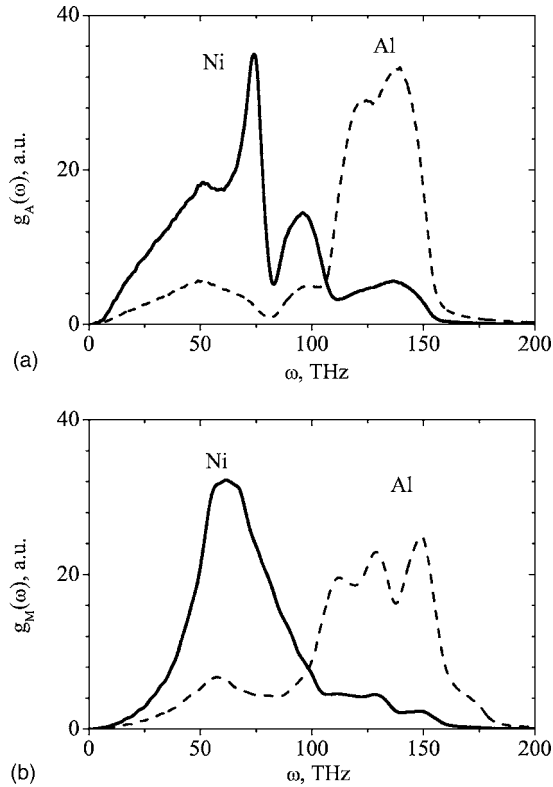 40
Ni
Al
20
g_A(ω), a.u.
0
0 50 100 150 200
(a)
ω, THz
40
Ni
Al
20
g_M(ω), a.u.
0
0 50 100 150 200
(b)
ω, THz